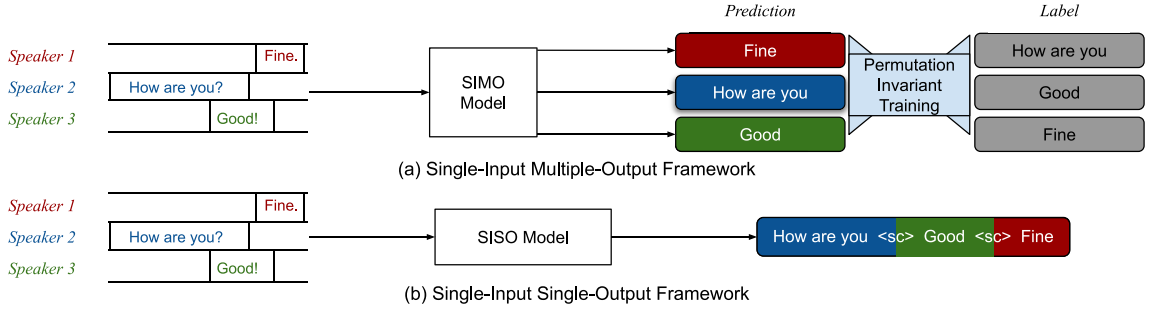 Prediction Label
Speaker 1 Fine. Fine How are you
Speaker 2 How are you? SIMO Model How are you Permutation Invariant Training Good
Speaker 3 Good! Good Fine
(a) Single-Input Multiple-Output Framework
Speaker 1 Fine.
Speaker 2 How are you? SISO Model How are you <sc> Good <sc> Fine
Speaker 3 Good!
(b) Single-Input Single-Output Framework